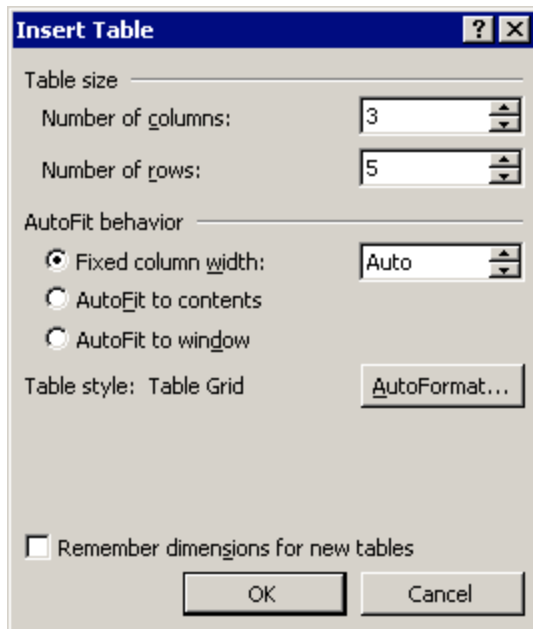 Insert Table
Table size
Number of columns: 3
Number of rows: 5
AutoFit behavior
Fixed column width: Auto
AutoFit to contents
AutoFit to window
Table style: Table Grid AutoFormat...
Remember dimensions for new tables
OK Cancel